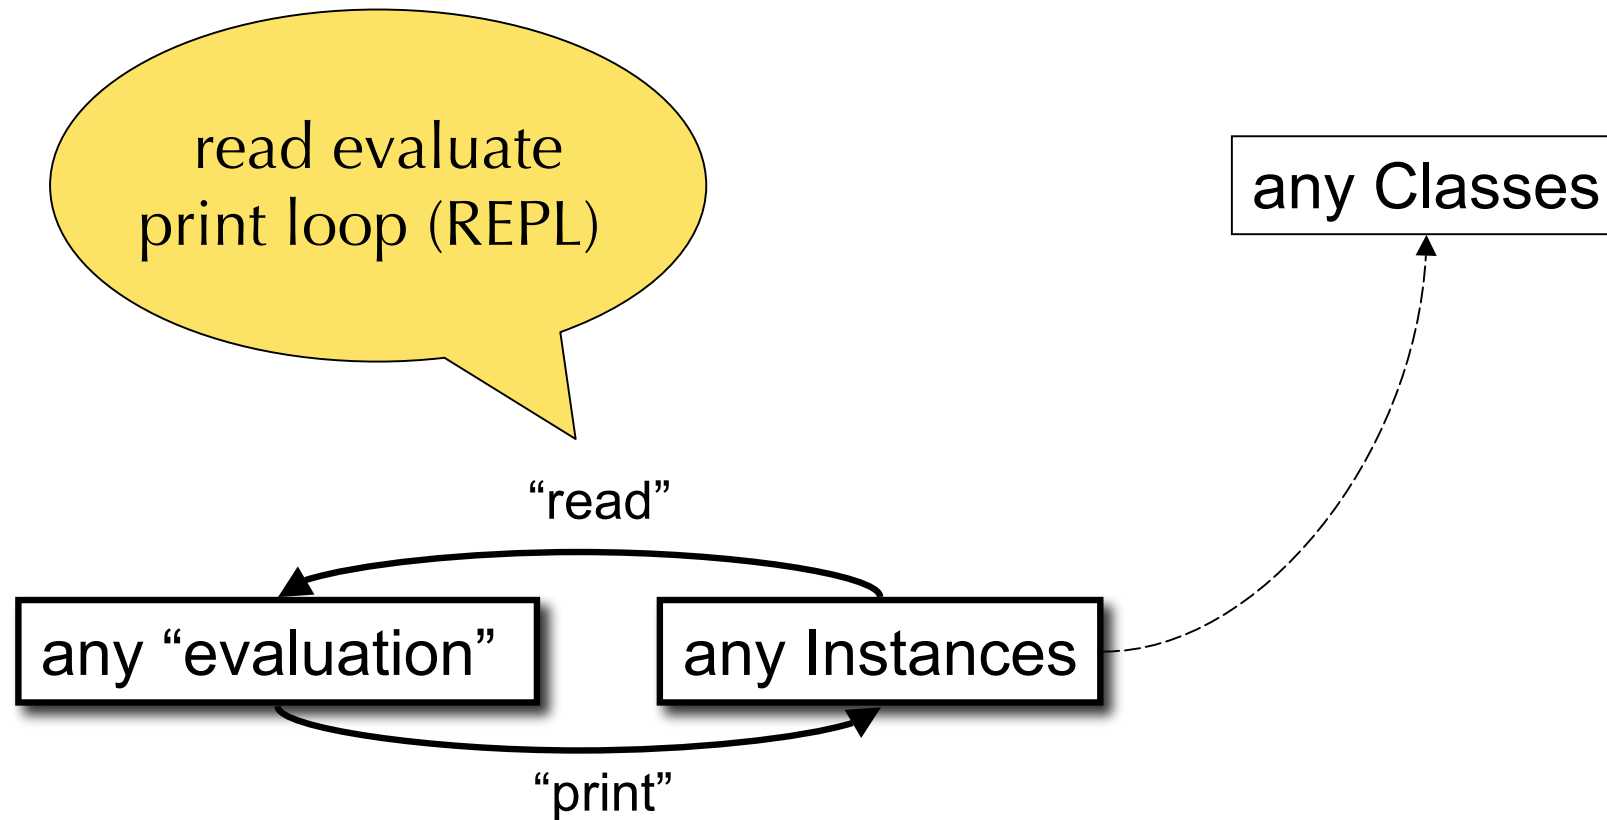 read evaluate
print loop (REPL)
any Classes
“read”
any “evaluation”
any Instances
“print”